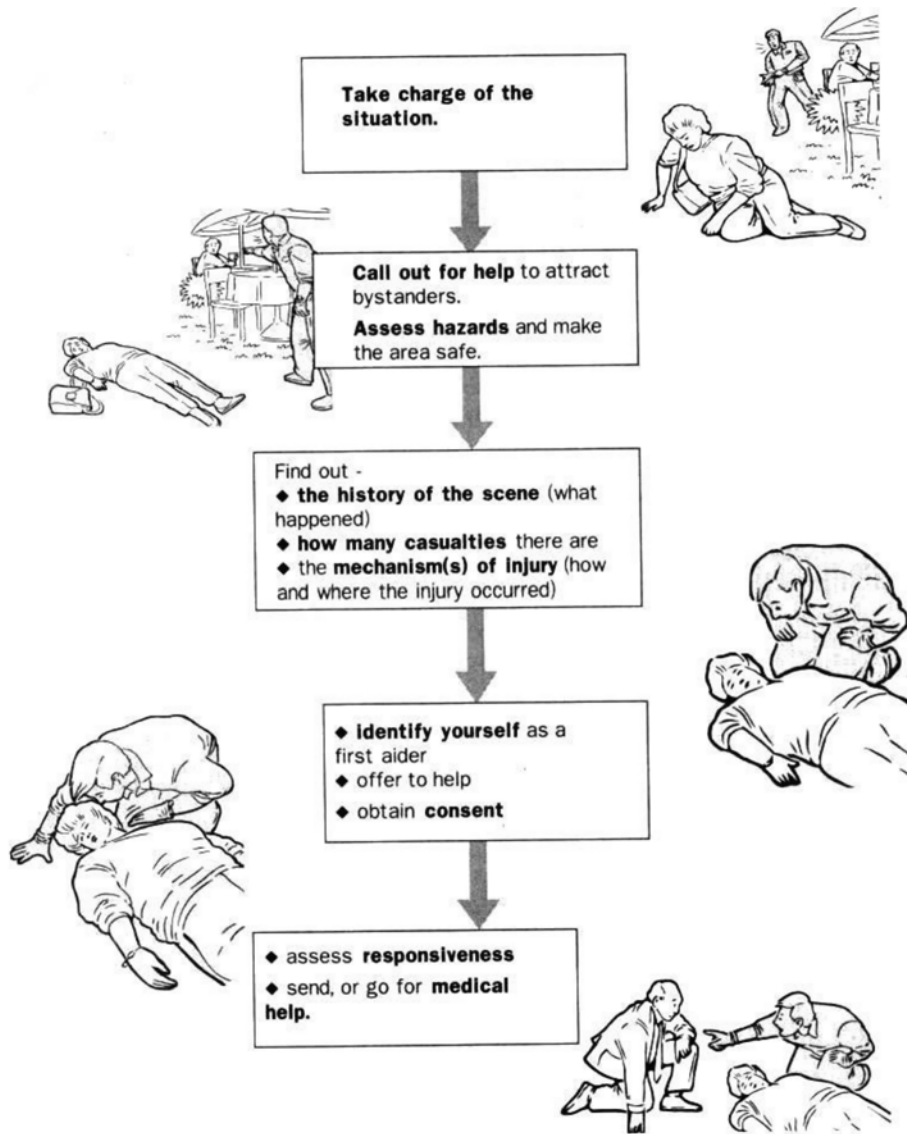 Take charge of the
situation.
Call out for help to attract
bystanders.
Assess hazards and make
the area safe.
Find out -
◆ the history of the scene (what
happened)
◆ how many casualties there are
◆ the mechanism(s) of injury (how
and where the injury occurred)
◆ identify yourself as a
first aider
◆ offer to help
◆ obtain consent
◆ assess responsiveness
◆ send, or go for medical
help.